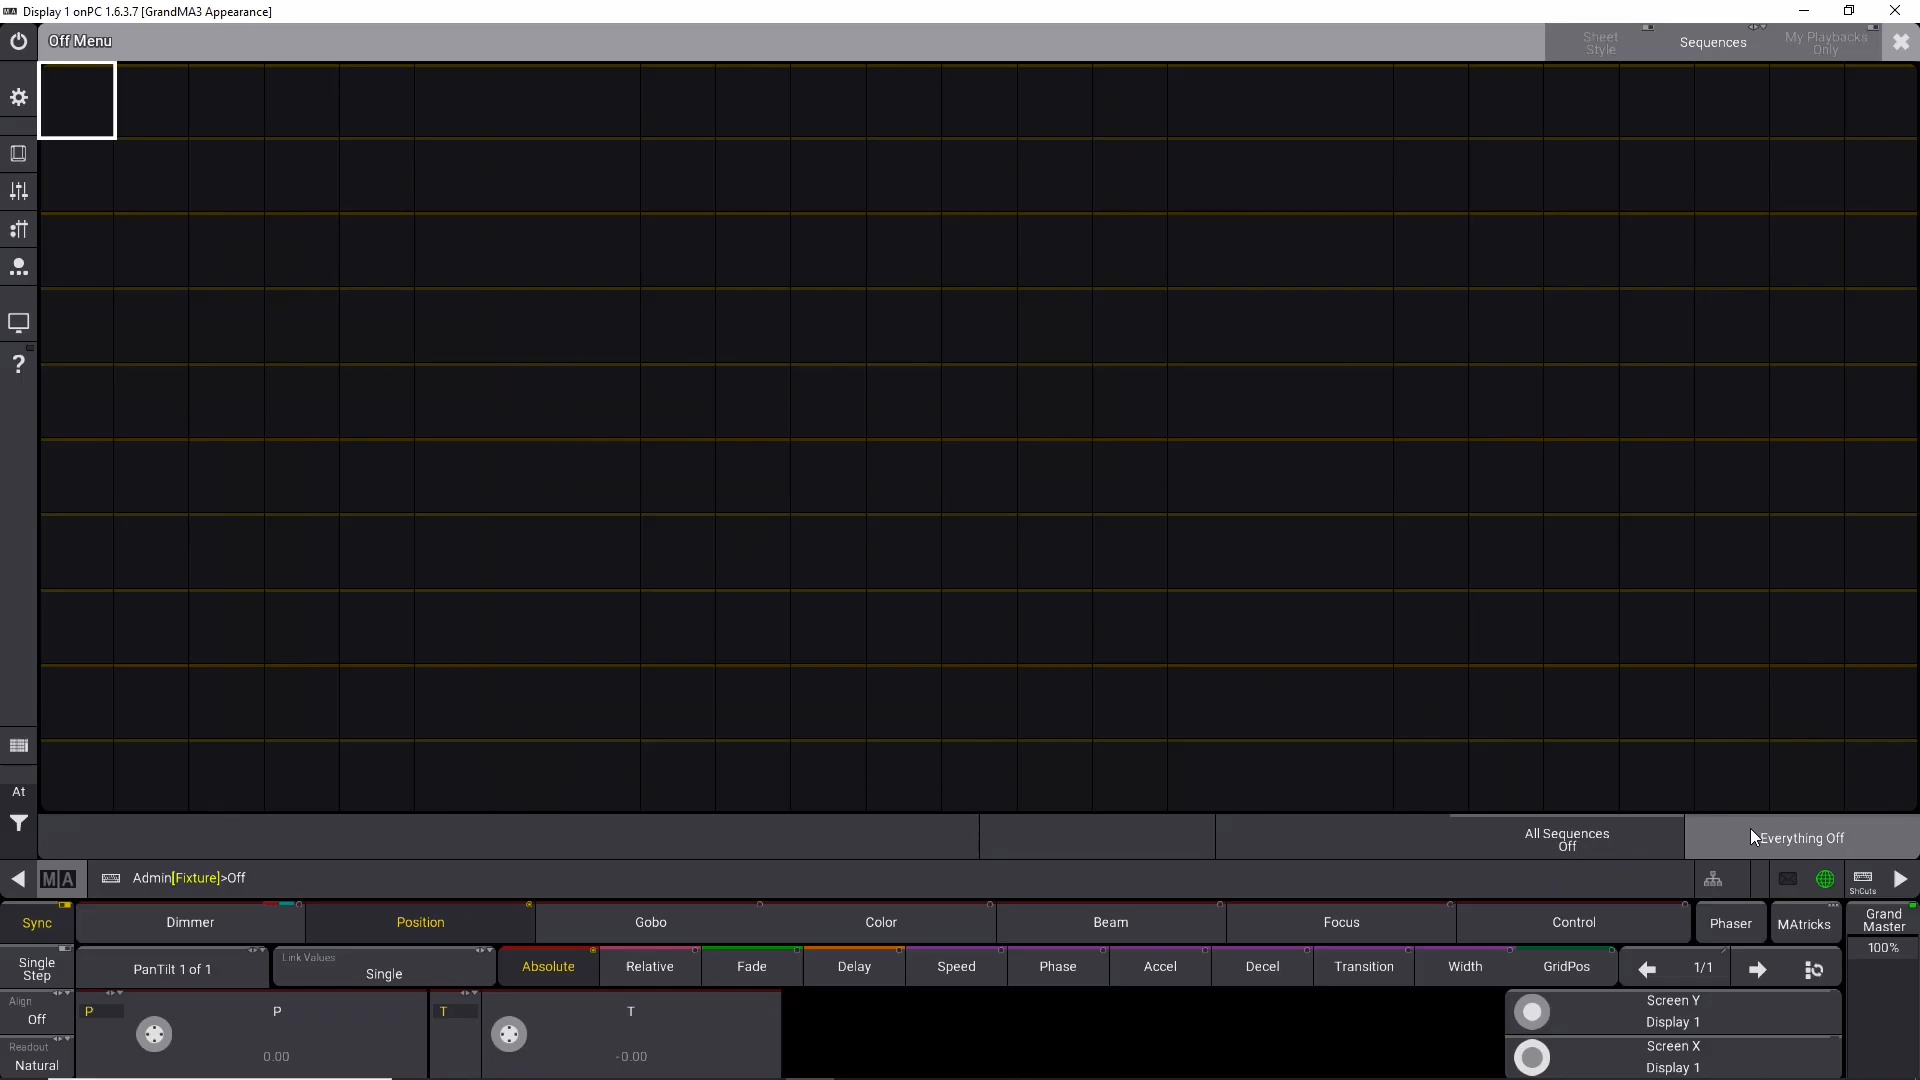 Display 1 onPC 1.6.3.7 [GrandMA3 Appearance]
Off Menu
Sheet
Style
Sequences
My Playbacks
Only
?
At
All Sequences
Off
Everything Off
MA
Admin[Fixture]>Off
ShCuts
Sync
Dimmer
Position
Gobo
Color
Beam
Focus
Control
Phaser
MAtricks
Grand
Master
100%
Single
Step
PanTilt 1 of 1
Link Values
Single
Absolute
Relative
Fade
Delay
Speed
Phase
Accel
Decel
Transition
Width
GridPos
1/1
Align
Off
P
P
0.00
T
T
-0.00
Screen Y
Display 1
Readout
Natural
Screen X
Display 1